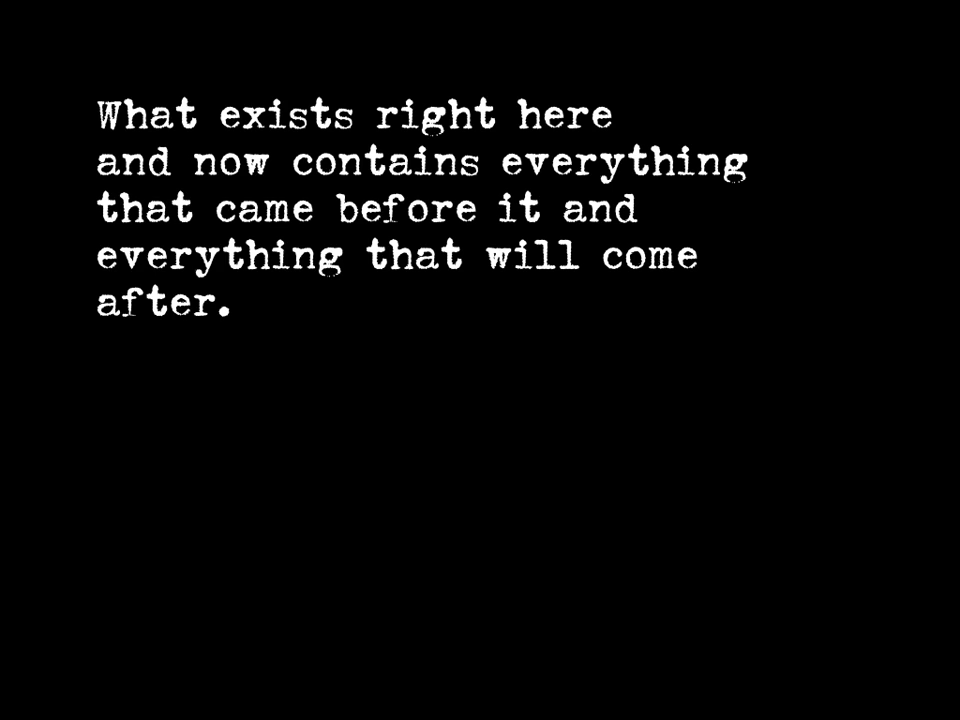 What exists right here
and now contains everything
that came before it and
everything that will come
after.